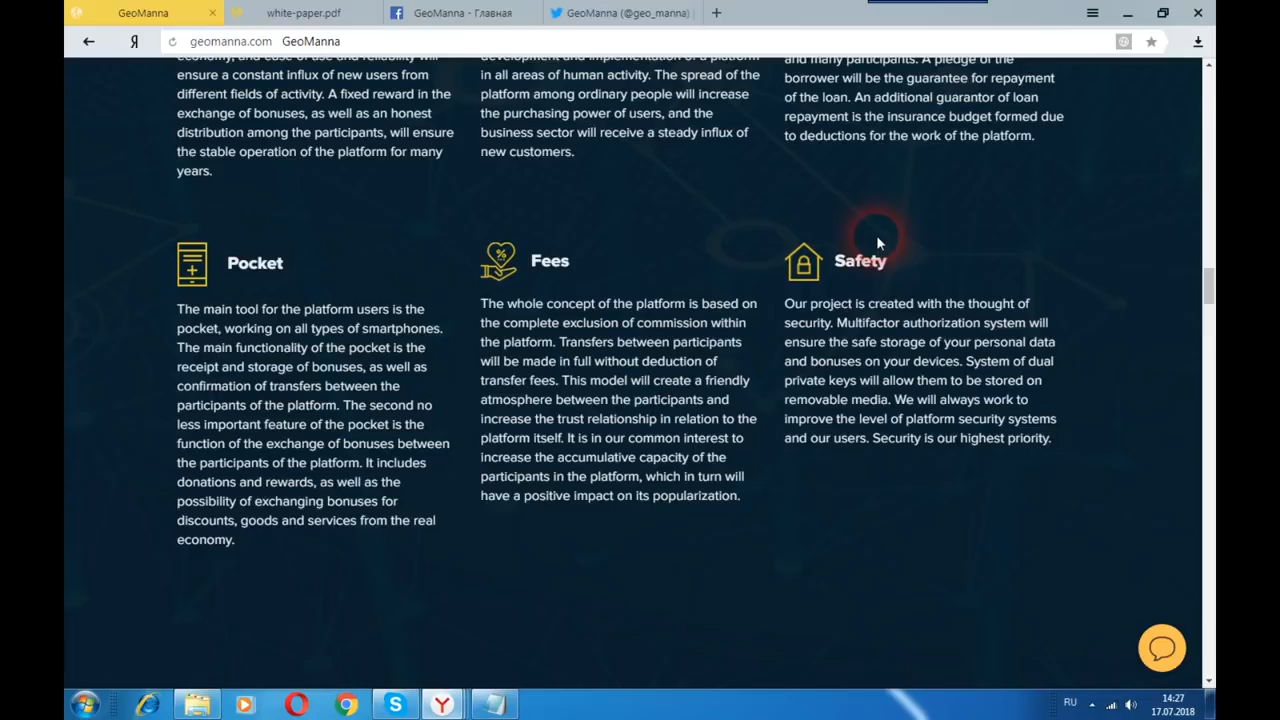 GeoManna
white-paper.pdf
GeoManna - Главная
GeoManna (@geo_manna)
geomanna.com GeoManna
economy, and ease of use and reliability will
ensure a constant influx of new users from
different fields of activity. A fixed reward in the
exchange of bonuses, as well as an honest
distribution among the participants, will ensure
the stable operation of the platform for many
years.
development and implementation of a platform
in all areas of human activity. The spread of the
platform among ordinary people will increase
the purchasing power of users, and the
business sector will receive a steady influx of
new customers.
and many participants. A pledge of the
borrower will be the guarantee for repayment
of the loan. An additional guarantor of loan
repayment is the insurance budget formed due
to deductions for the work of the platform.
Pocket
The main tool for the platform users is the
pocket, working on all types of smartphones.
The main functionality of the pocket is the
receipt and storage of bonuses, as well as
confirmation of transfers between the
participants of the platform. The second no
less important feature of the pocket is the
function of the exchange of bonuses between
the participants of the platform. It includes
donations and rewards, as well as the
possibility of exchanging bonuses for
discounts, goods and services from the real
economy.
Fees
The whole concept of the platform is based on
the complete exclusion of commission within
the platform. Transfers between participants
will be made in full without deduction of
transfer fees. This model will create a friendly
atmosphere between the participants and
increase the trust relationship in relation to the
platform itself. It is in our common interest to
increase the accumulative capacity of the
participants in the platform, which in turn will
have a positive impact on its popularization.
Safety
Our project is created with the thought of
security. Multifactor authorization system will
ensure the safe storage of your personal data
and bonuses on your devices. System of dual
private keys will allow them to be stored on
removable media. We will always work to
improve the level of platform security systems
and our users. Security is our highest priority.
RU
14:27
17.07.2018